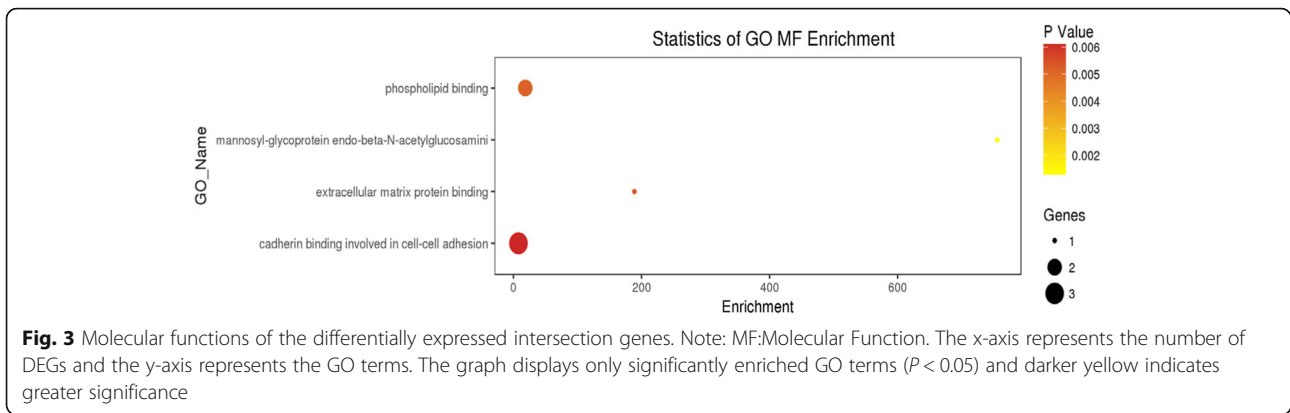 Statistics of GO MF Enrichment
P Value
0.006
0.005
0.004
0.003
0.002
GO_Name
phospholipid binding
mannosyl-glycoprotein endo-beta-N-acetylglucosamini
extracellular matrix protein binding
cadherin binding involved in cell-cell adhesion
Genes
1
2
3
0 200 400 600
Enrichment
Fig. 3 Molecular functions of the differentially expressed intersection genes. Note: MF:Molecular Function. The x-axis represents the number of
DEGs and the y-axis represents the GO terms. The graph displays only significantly enriched GO terms (P < 0.05) and darker yellow indicates
greater significance